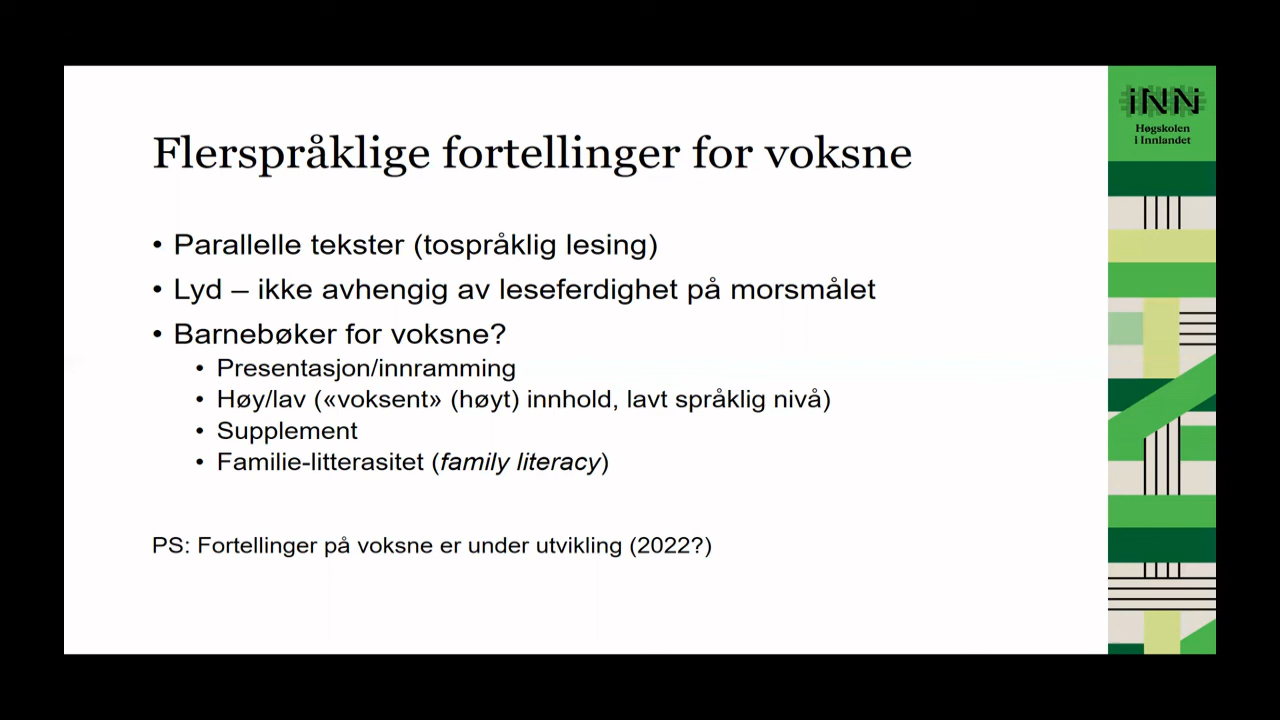 Flerspråklige fortellinger for voksne
• Parallelle tekster (tospråklig lesing)
• Lyd – ikke avhengig av leseferdighet på morsmålet
• Barnebøker for voksne?
• Presentasjon/innramming
• Høy/lav («voksent» (høyt) innhold, lavt språklig nivå)
• Supplement
• Familie-litterasitet (family literacy)
PS: Fortellinger på voksne er under utvikling (2022?)
iNN
Høgskolen
i Innlandet